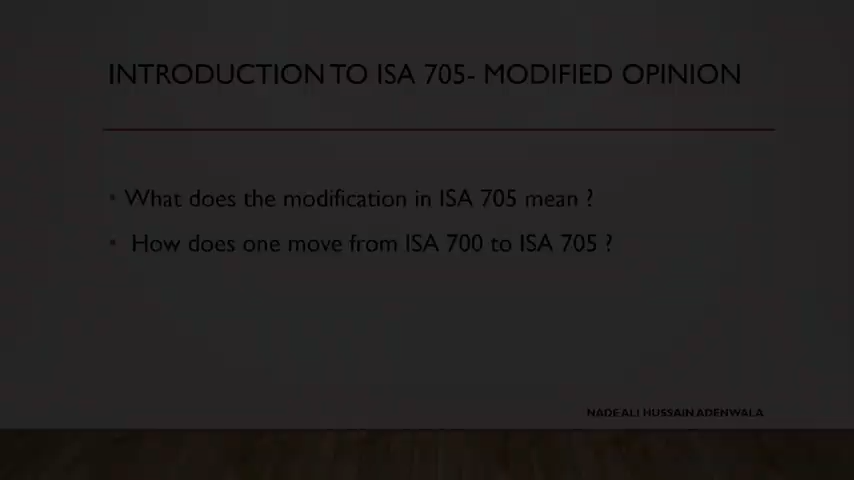 INTRODUCTION TO ISA 705- MODIFIED OPINION
• What does the modification in ISA 705 mean ?
• How does one move from ISA 700 to ISA 705 ?
NADEALI HUSSAIN ADENWALA